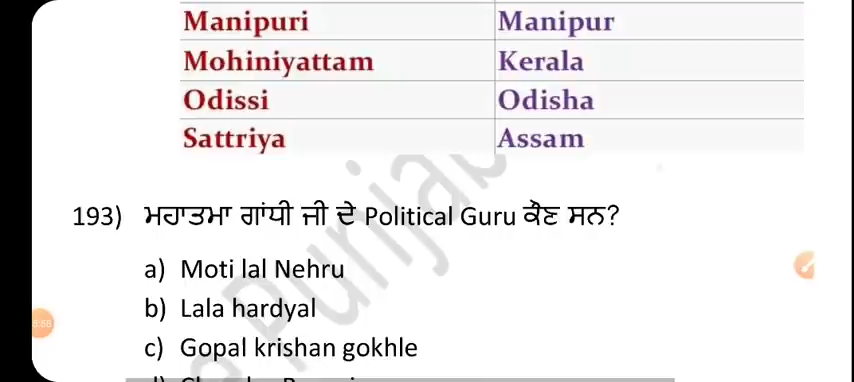 Manipuri Manipur
Mohiniyattam Kerala
Odissi Odisha
Sattriya Assam
193) ਮਹਾਤਮਾ ਗਾਂਧੀ ਜੀ ਦੇ Political Guru ਕੌਣ ਸਨ?
a) Moti lal Nehru
b) Lala hardyal
c) Gopal krishan gokhle